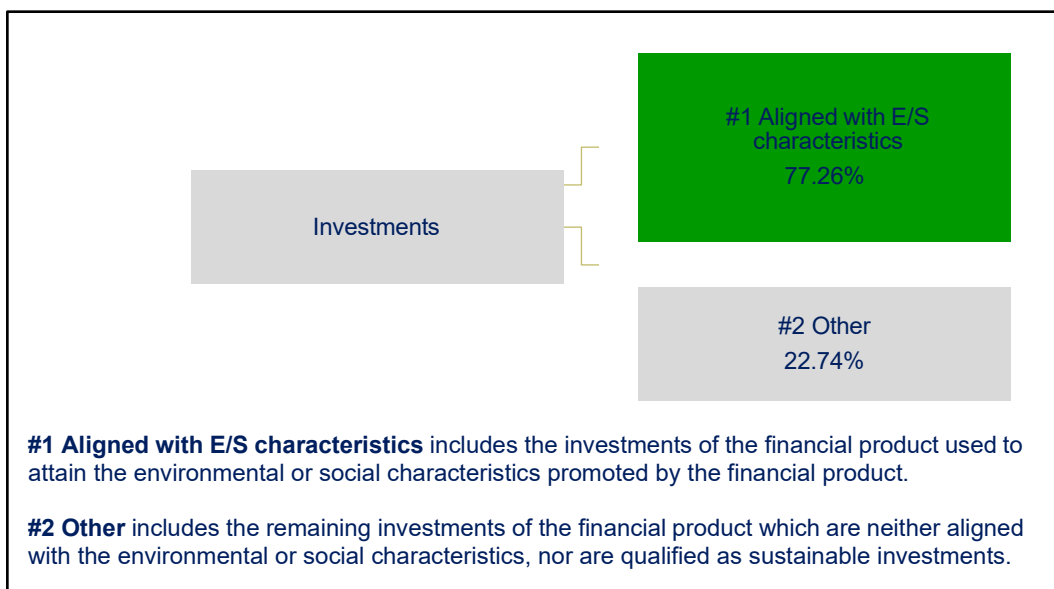 #1 Aligned with E/S
characteristics
77.26%
Investments
#2 Other
22.74%
#1 Aligned with E/S characteristics includes the investments of the financial product used to
attain the environmental or social characteristics promoted by the financial product.
#2 Other includes the remaining investments of the financial product which are neither aligned
with the environmental or social characteristics, nor are qualified as sustainable investments.